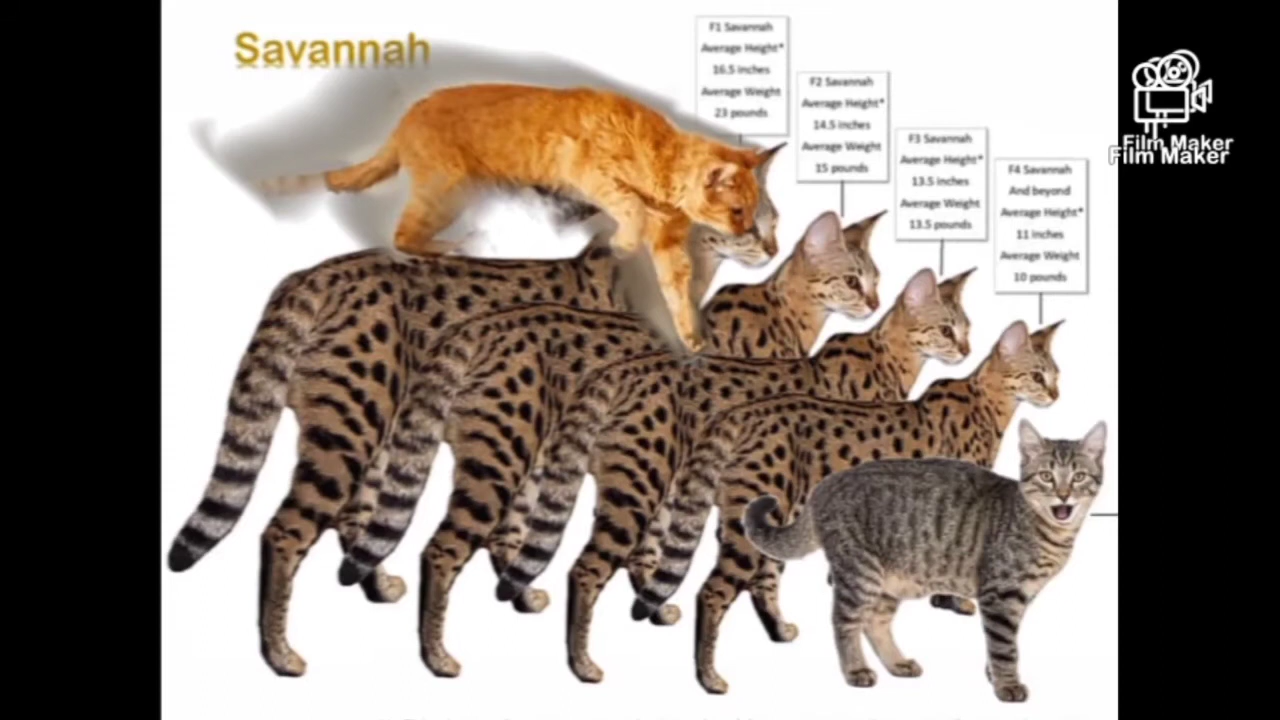 Savannah
F1 Savannah
Average Height*
16.5 inches
Average Weight
23 pounds
F2 Savannah
Average Height*
14.5 inches
Average Weight
15 pounds
F3 Savannah
Average Height*
13.5 inches
Average Weight
13.5 pounds
F4 Savannah
And beyond
Average Height*
11 inches
Average Weight
10 pounds
Film Maker
Film Maker